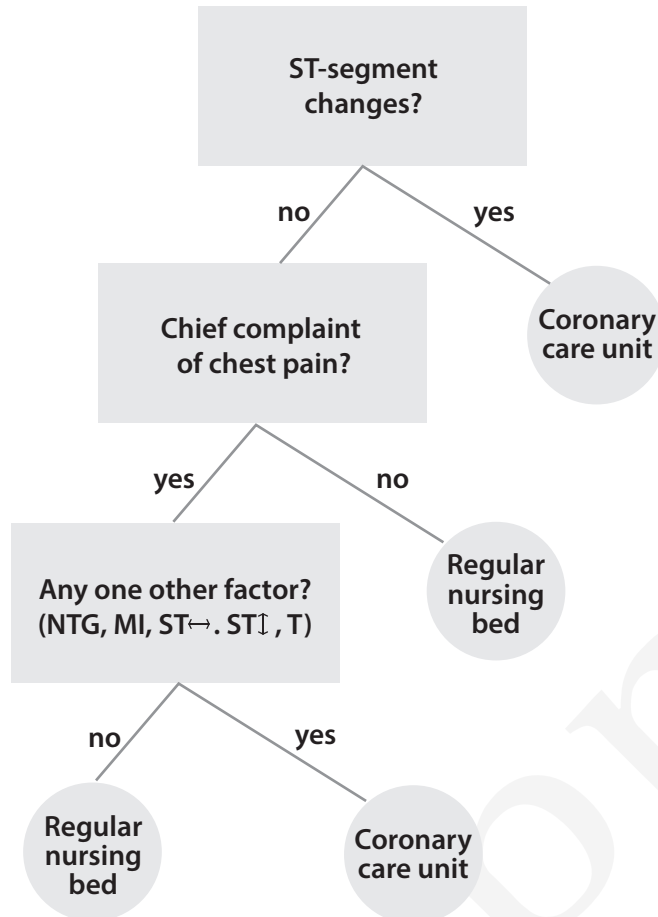 ST-segment
changes?
no
yes
Chief complaint
of chest pain?
Coronary
care unit
yes
no
Any one other factor?
(NTG, MI, ST↔. ST↕, T)
Regular
nursing
bed
no
yes
Regular
nursing
bed
Coronary
care unit